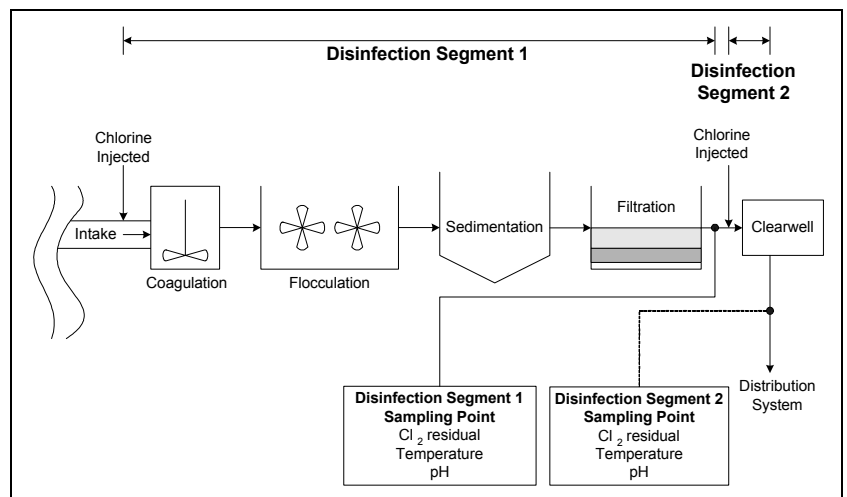 Disinfection Segment 1
Disinfection
Segment 2
Chlorine
Injected
Chlorine
Injected
Intake
Sedimentation
Filtration
Clearwell
Coagulation
Flocculation
Disinfection Segment 1
Sampling Point
Cl 2 residual
Temperature
pH
Disinfection Segment 2
Sampling Point
Cl 2 residual
Temperature
pH
Distribution
System